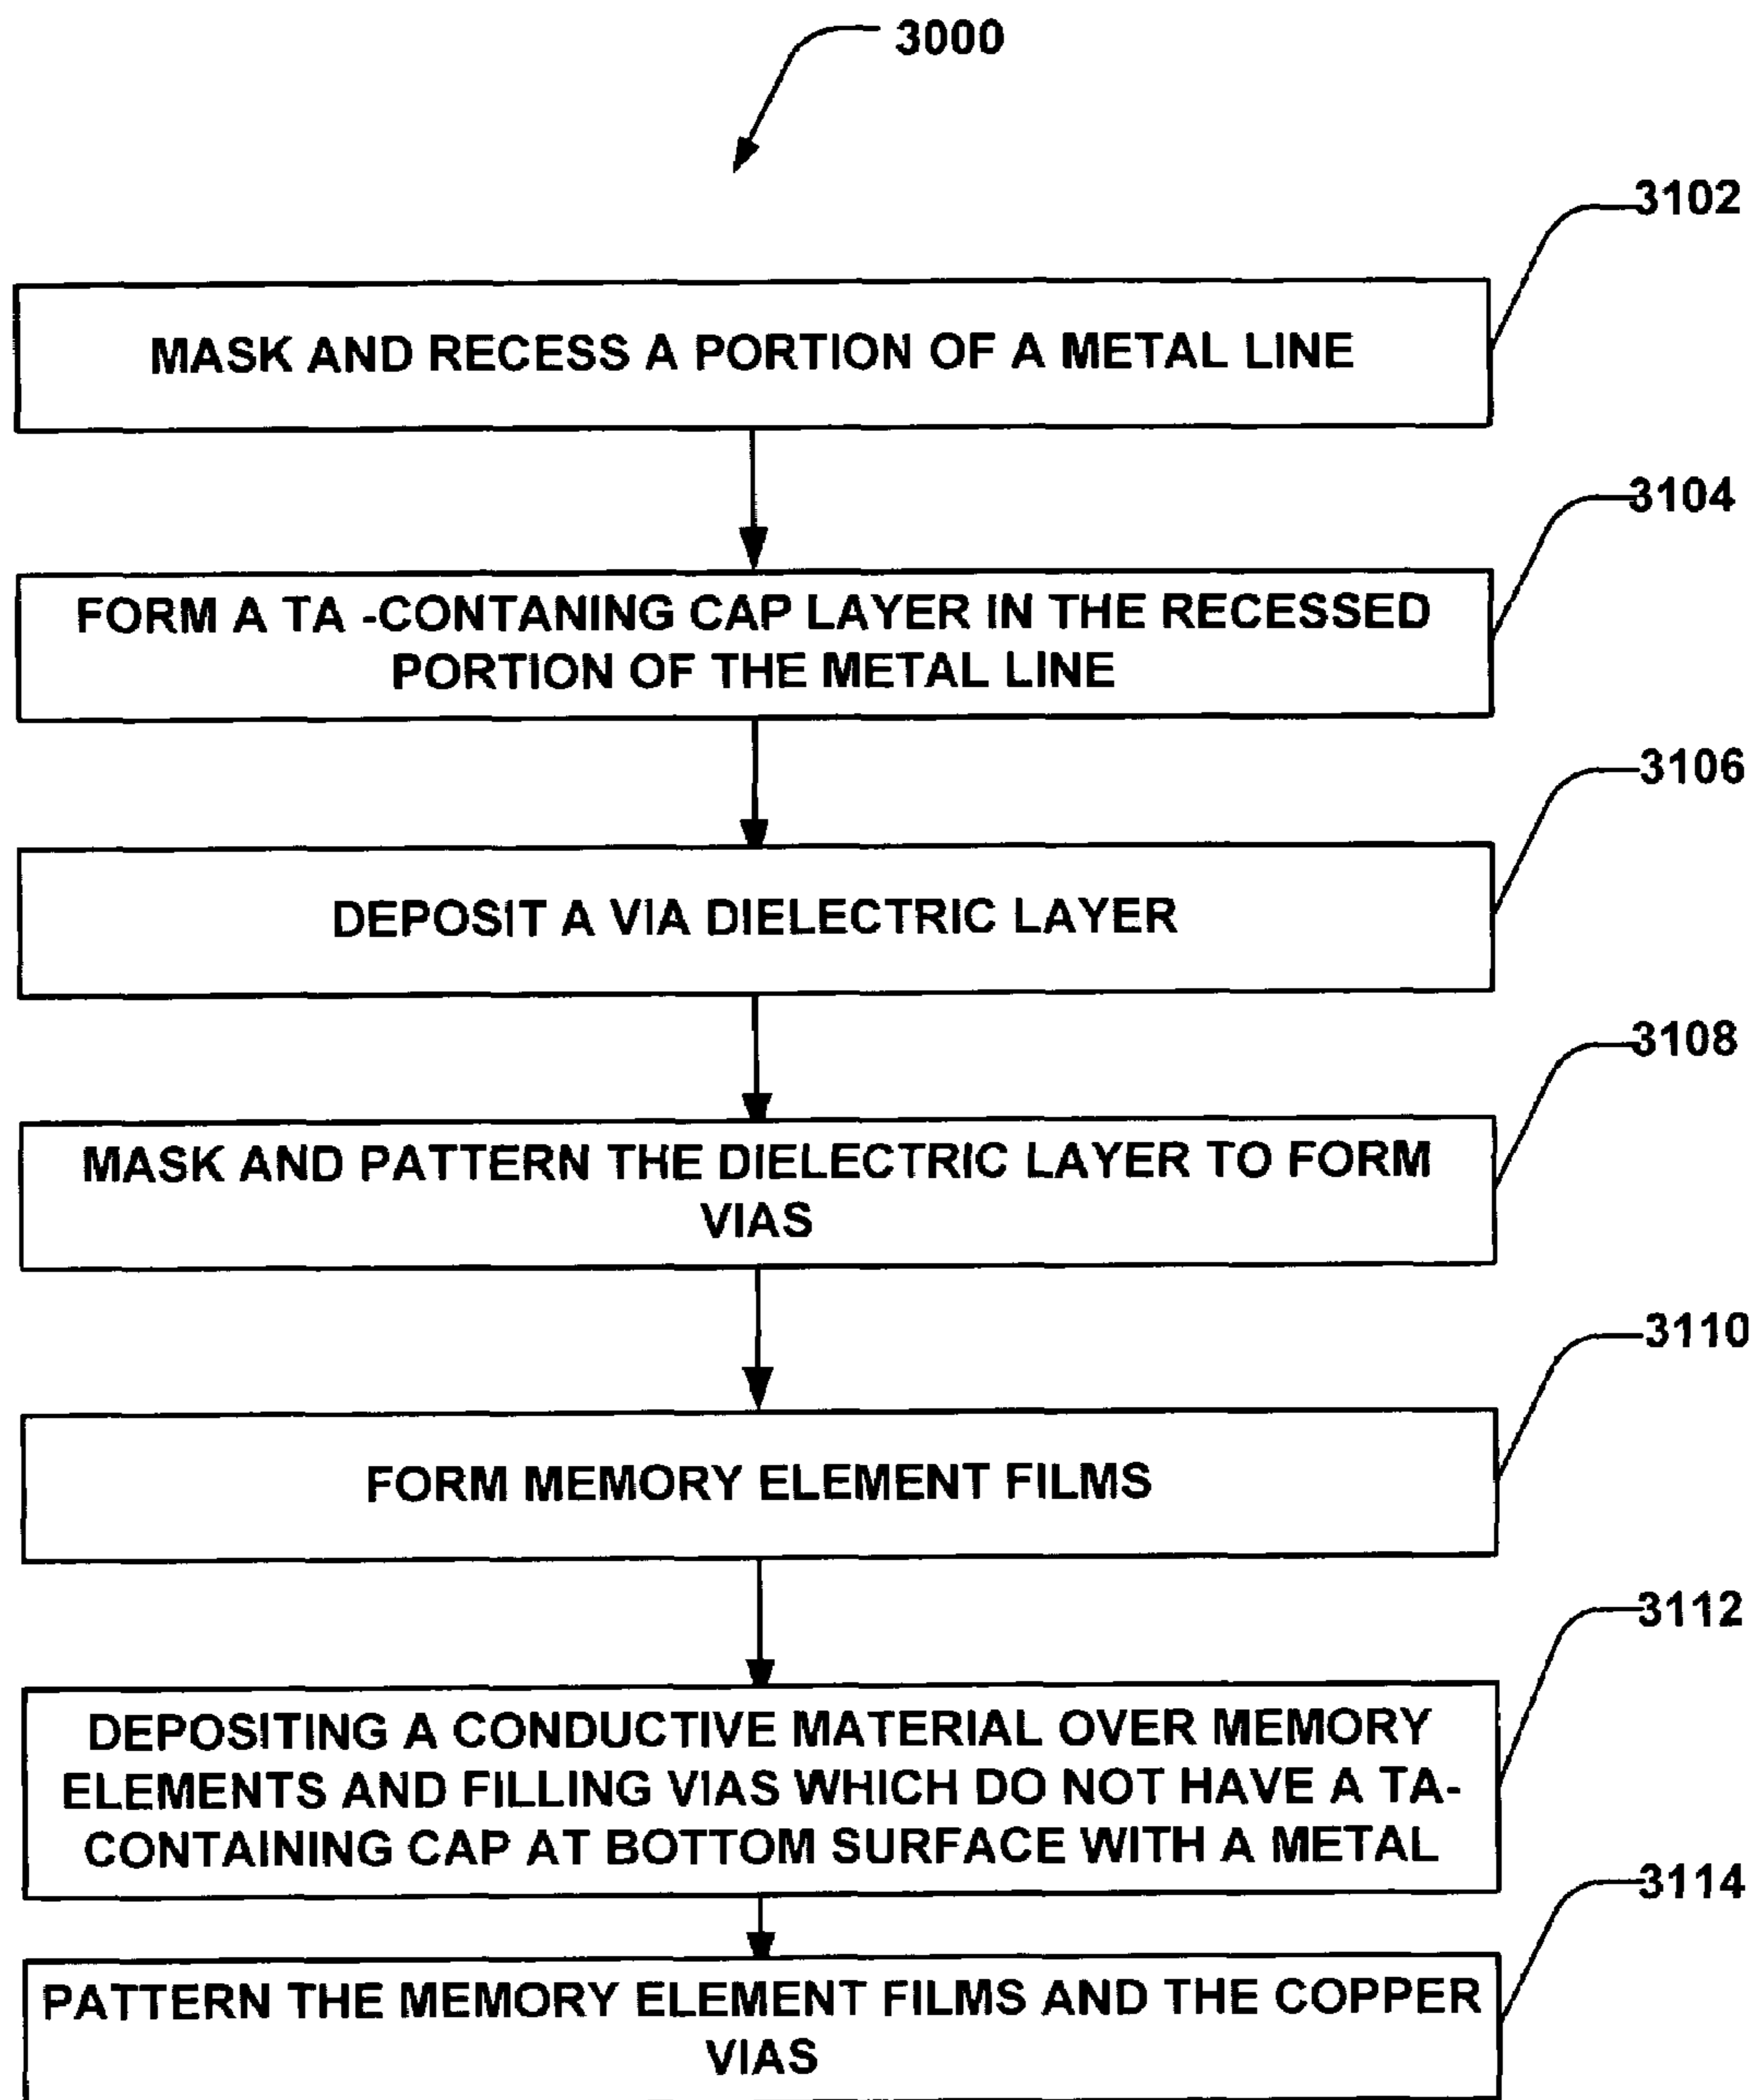 3000
3102
MASK AND RECESS A PORTION OF A METAL LINE
3104
FORM A TA -CONTANING CAP LAYER IN THE RECESSED
PORTION OF THE METAL LINE
3106
DEPOSIT A VIA DIELECTRIC LAYER
3108
MASK AND PATTERN THE DIELECTRIC LAYER TO FORM
VIAS
3110
FORM MEMORY ELEMENT FILMS
3112
DEPOSITING A CONDUCTIVE MATERIAL OVER MEMORY
ELEMENTS AND FILLING VIAS WHICH DO NOT HAVE A TA-
CONTAINING CAP AT BOTTOM SURFACE WITH A METAL
3114
PATTERN THE MEMORY ELEMENT FILMS AND THE COPPER
VIAS